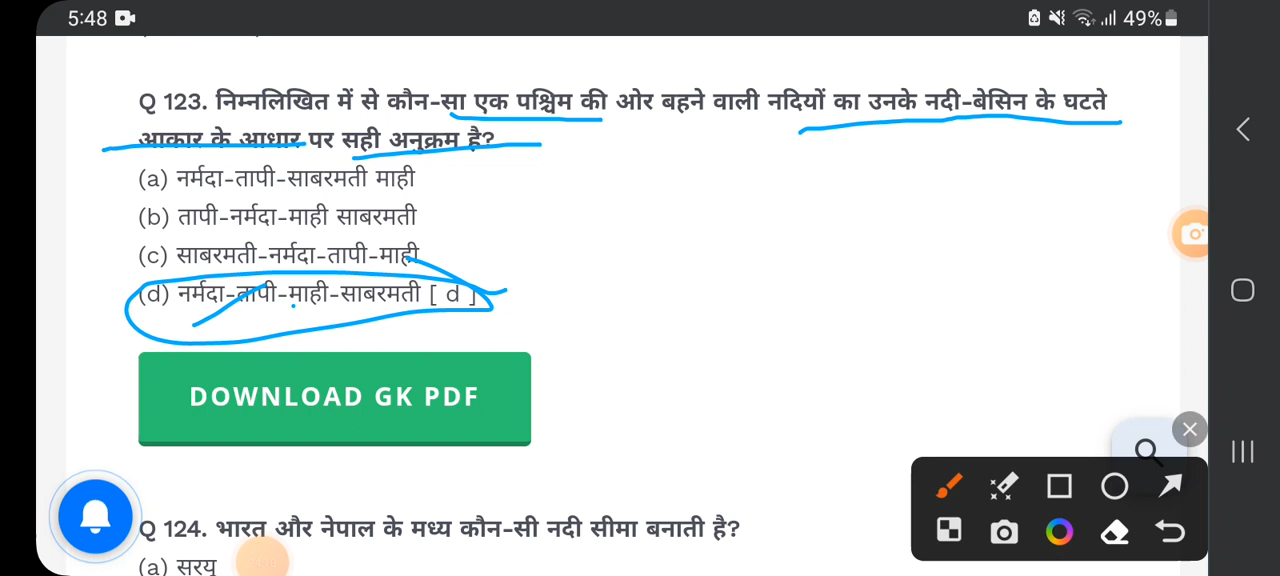 5:48
49%
Q 123. निम्नलिखित में से कौन-सा एक पश्चिम की ओर बहने वाली नदियों का उनके नदी-बेसिन के घटते
आकार के आधार पर सही अनुक्रम है?
(a) नर्मदा-तापी-साबरमती माही
(b) तापी-नर्मदा-माही साबरमती
(c) साबरमती-नर्मदा-तापी-माही
(d) नर्मदा-तापी-माही-साबरमती [ d ]
DOWNLOAD GK PDF
Q 124. भारत और नेपाल के मध्य कौन-सी नदी सीमा बनाती है?
(a) सरयू